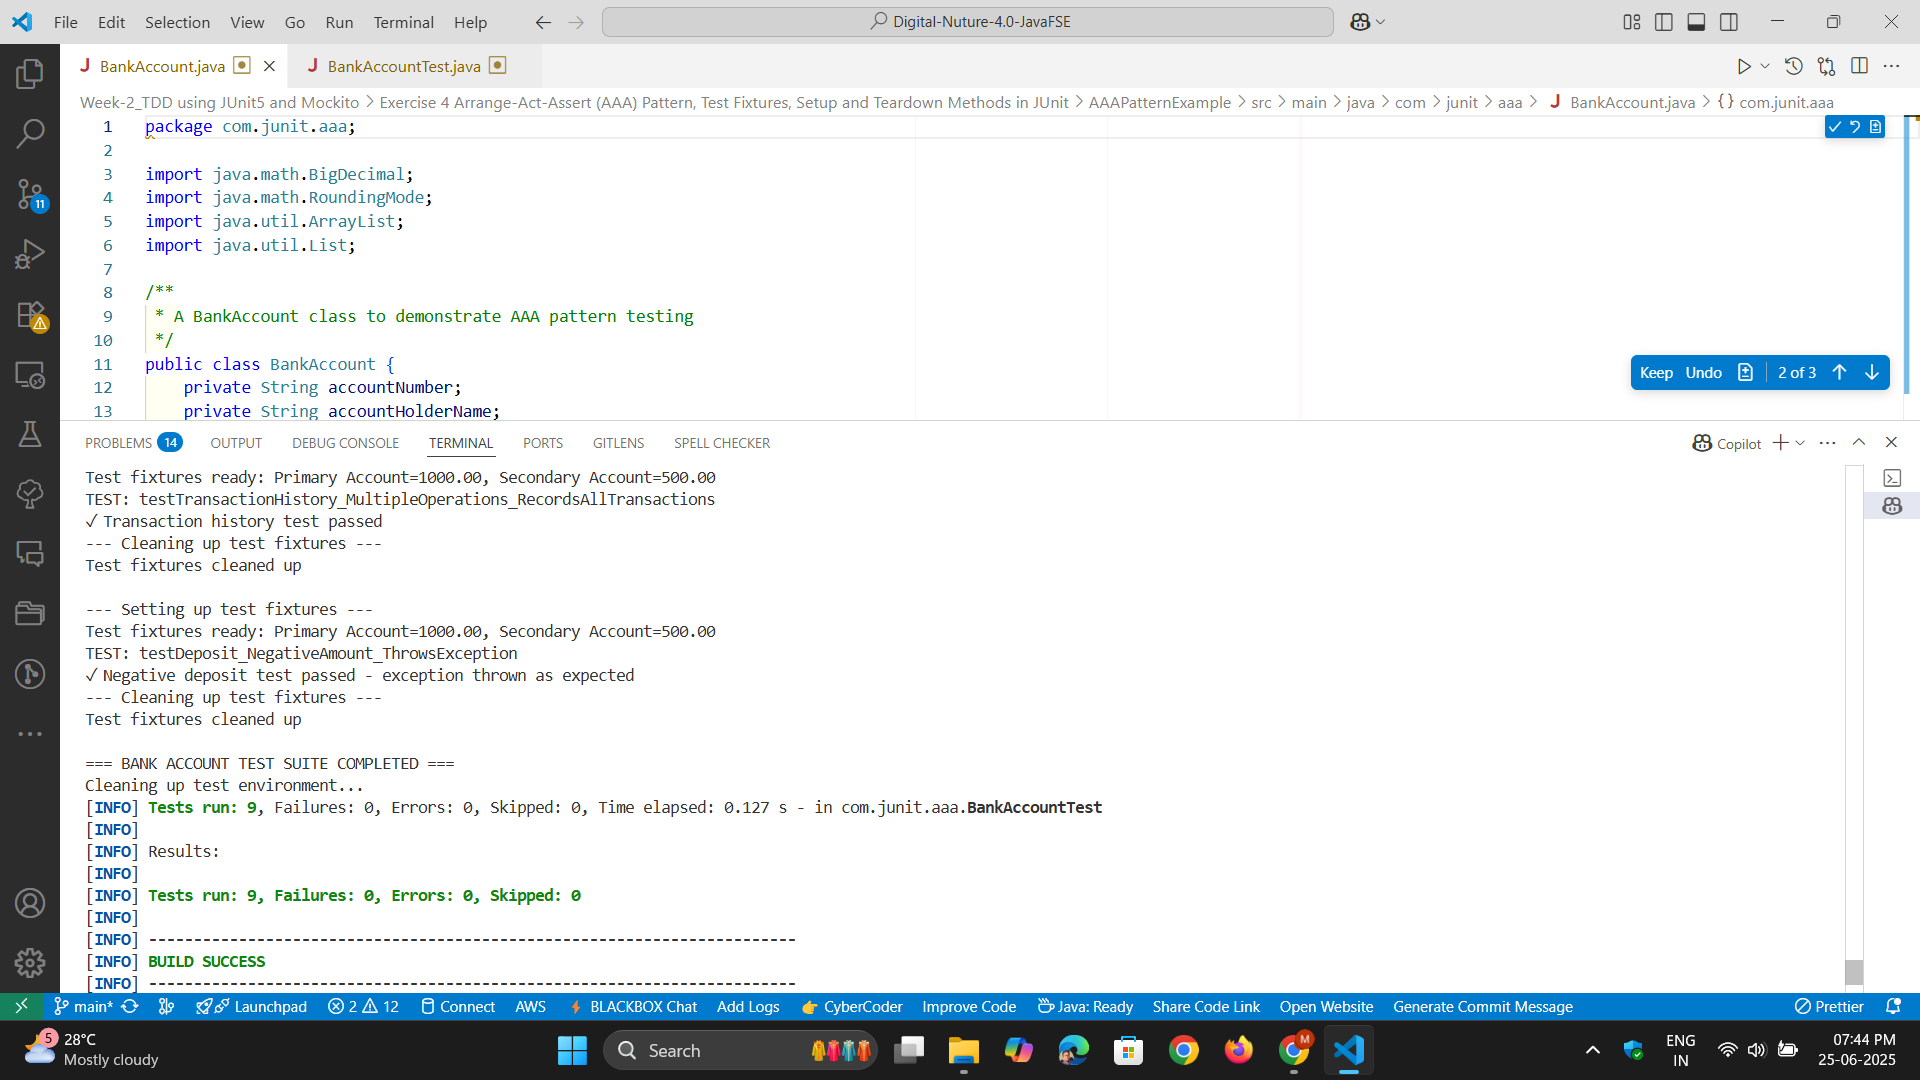 File Edit Selection View Go Run Terminal Help
Digital-Nuture-4.0-JavaFSE
BankAccount.java
BankAccountTest.java
Week-2_TDD using JUnit5 and Mockito > Exercise 4 Arrange-Act-Assert (AAA) Pattern, Test Fixtures, Setup and Teardown Methods in JUnit > AAAPatternExample > src > main > java > com > junit > aaa > J BankAccount.java > {} com.junit.aaa
1 package com.junit.aaa;
2
3 import java.math.BigDecimal;
4 import java.math.RoundingMode;
5 import java.util.ArrayList;
6 import java.util.List;
7
8 /**
9 * A BankAccount class to demonstrate AAA pattern testing
10 */
11 public class BankAccount {
12 private String accountNumber;
13 private String accountHolderName;
Keep Undo 2 of 3
11
PROBLEMS 14 OUTPUT DEBUG CONSOLE TERMINAL PORTS GITLENS SPELL CHECKER
Copilot
Test fixtures ready: Primary Account=1000.00, Secondary Account=500.00
TEST: testTransactionHistory_MultipleOperations_RecordsAllTransactions
✓ Transaction history test passed
--- Cleaning up test fixtures ---
Test fixtures cleaned up
--- Setting up test fixtures ---
Test fixtures ready: Primary Account=1000.00, Secondary Account=500.00
TEST: testDeposit_NegativeAmount_ThrowsException
✓ Negative deposit test passed - exception thrown as expected
--- Cleaning up test fixtures ---
Test fixtures cleaned up
=== BANK ACCOUNT TEST SUITE COMPLETED ===
Cleaning up test environment...
[INFO] Tests run: 9, Failures: 0, Errors: 0, Skipped: 0, Time elapsed: 0.127 s - in com.junit.aaa.BankAccountTest
[INFO]
[INFO] Results:
[INFO]
[INFO] Tests run: 9, Failures: 0, Errors: 0, Skipped: 0
[INFO]
[INFO] ------------------------------------------------------------------------
[INFO] BUILD SUCCESS
[INFO] ------------------------------------------------------------------------
main* Launchpad 2 12 Connect AWS BLACKBOX Chat Add Logs CyberCoder Improve Code Java: Ready Share Code Link Open Website Generate Commit Message Prettier
5 28°C
Mostly cloudy
Search
M
ENG
IN
07:44 PM
25-06-2025